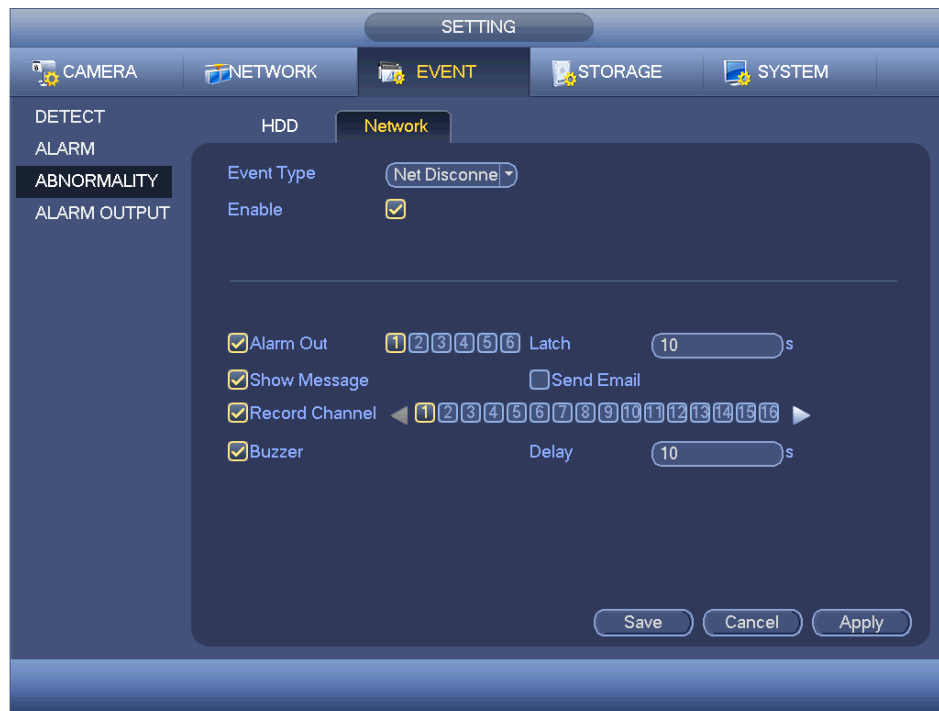 SETTING
CAMERA NETWORK EVENT STORAGE SYSTEM
DETECT
ALARM
ABNORMALITY
ALARM OUTPUT
HDD Network
Event Type Net Disconne
Enable
Alarm Out 1 2 3 4 5 6 Latch 10 s
Show Message Send Email
Record Channel 1 2 3 4 5 6 7 8 9 10 11 12 13 14 15 16
Buzzer Delay 10 s
Save Cancel Apply